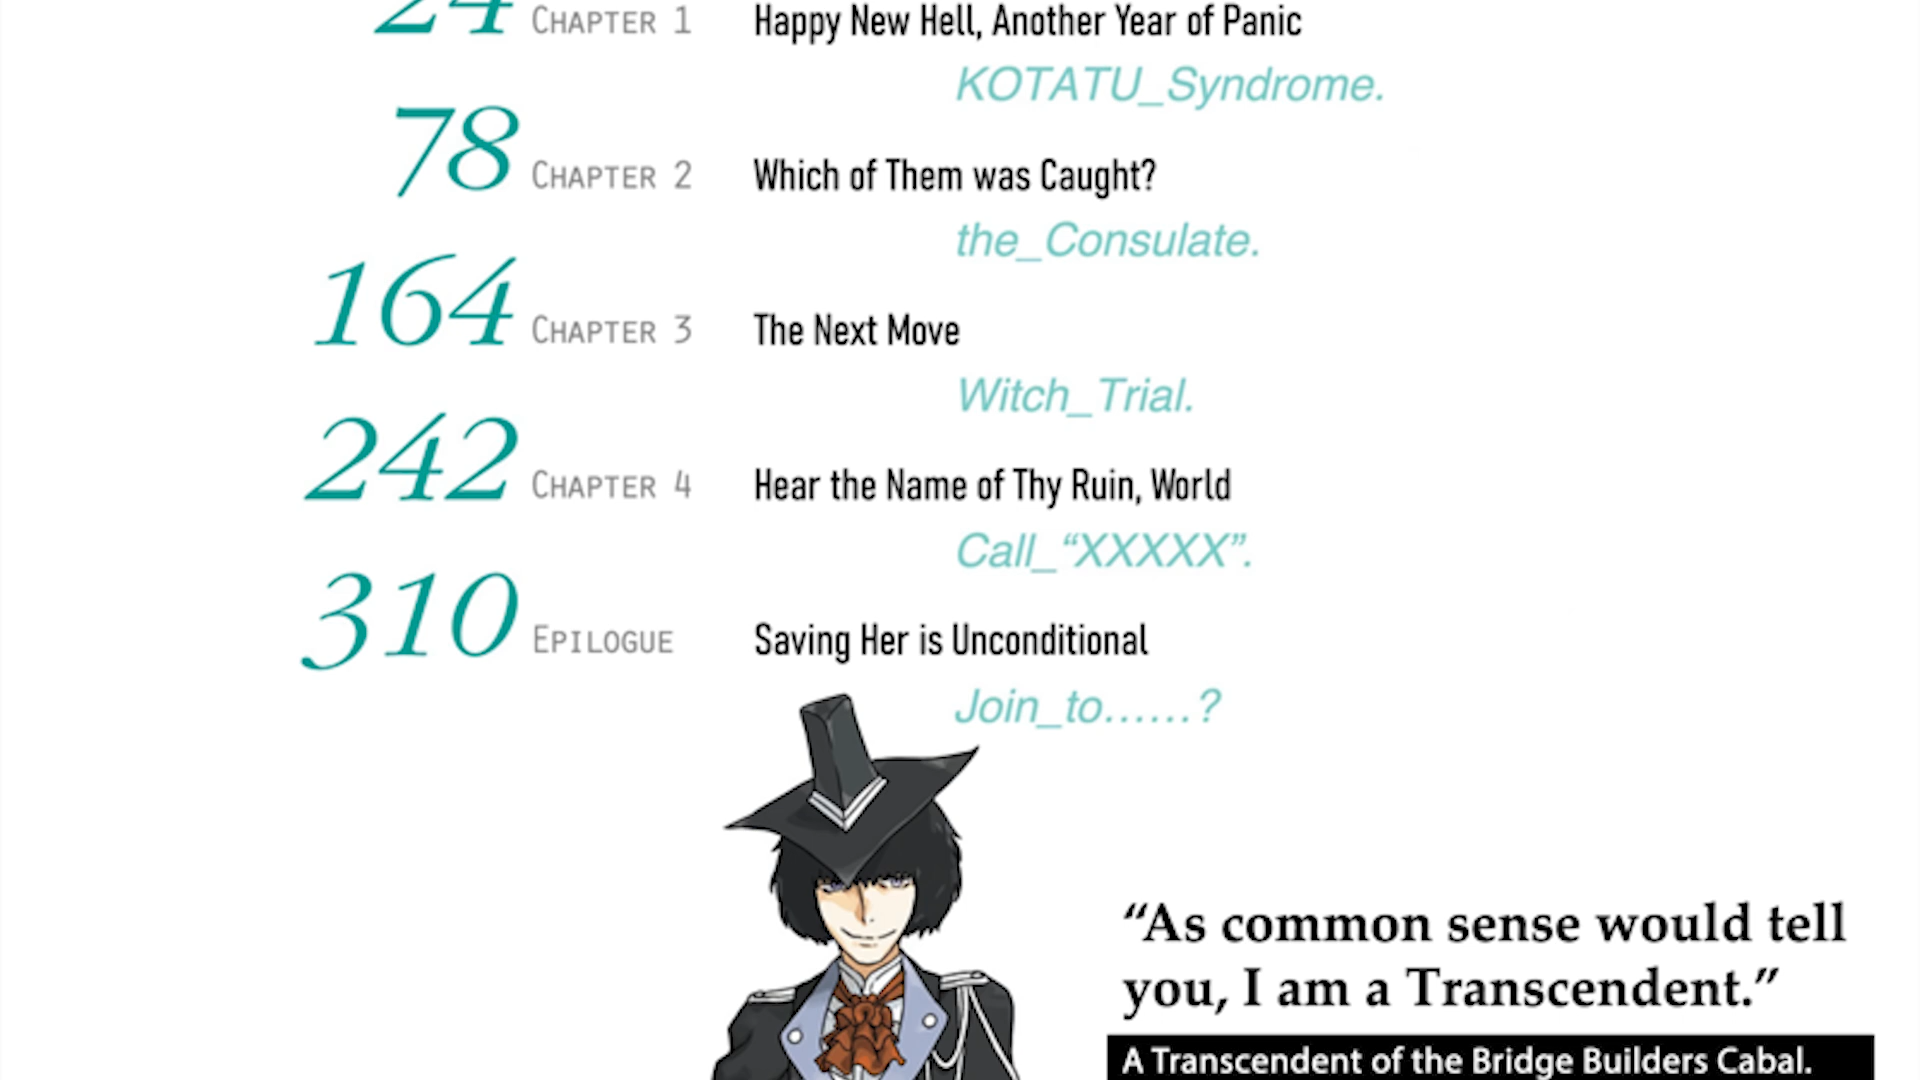 24 CHAPTER 1 Happy New Hell, Another Year of Panic
KOTATU_Syndrome.
78 CHAPTER 2 Which of Them was Caught?
the_Consulate.
164 CHAPTER 3 The Next Move
Witch_Trial.
242 CHAPTER 4 Hear the Name of Thy Ruin, World
Call_“XXXXX”.
310 EPILOGUE Saving Her is Unconditional
Join_to……?
“As common sense would tell
you, I am a Transcendent.”
A Transcendent of the Bridge Builders Cabal.